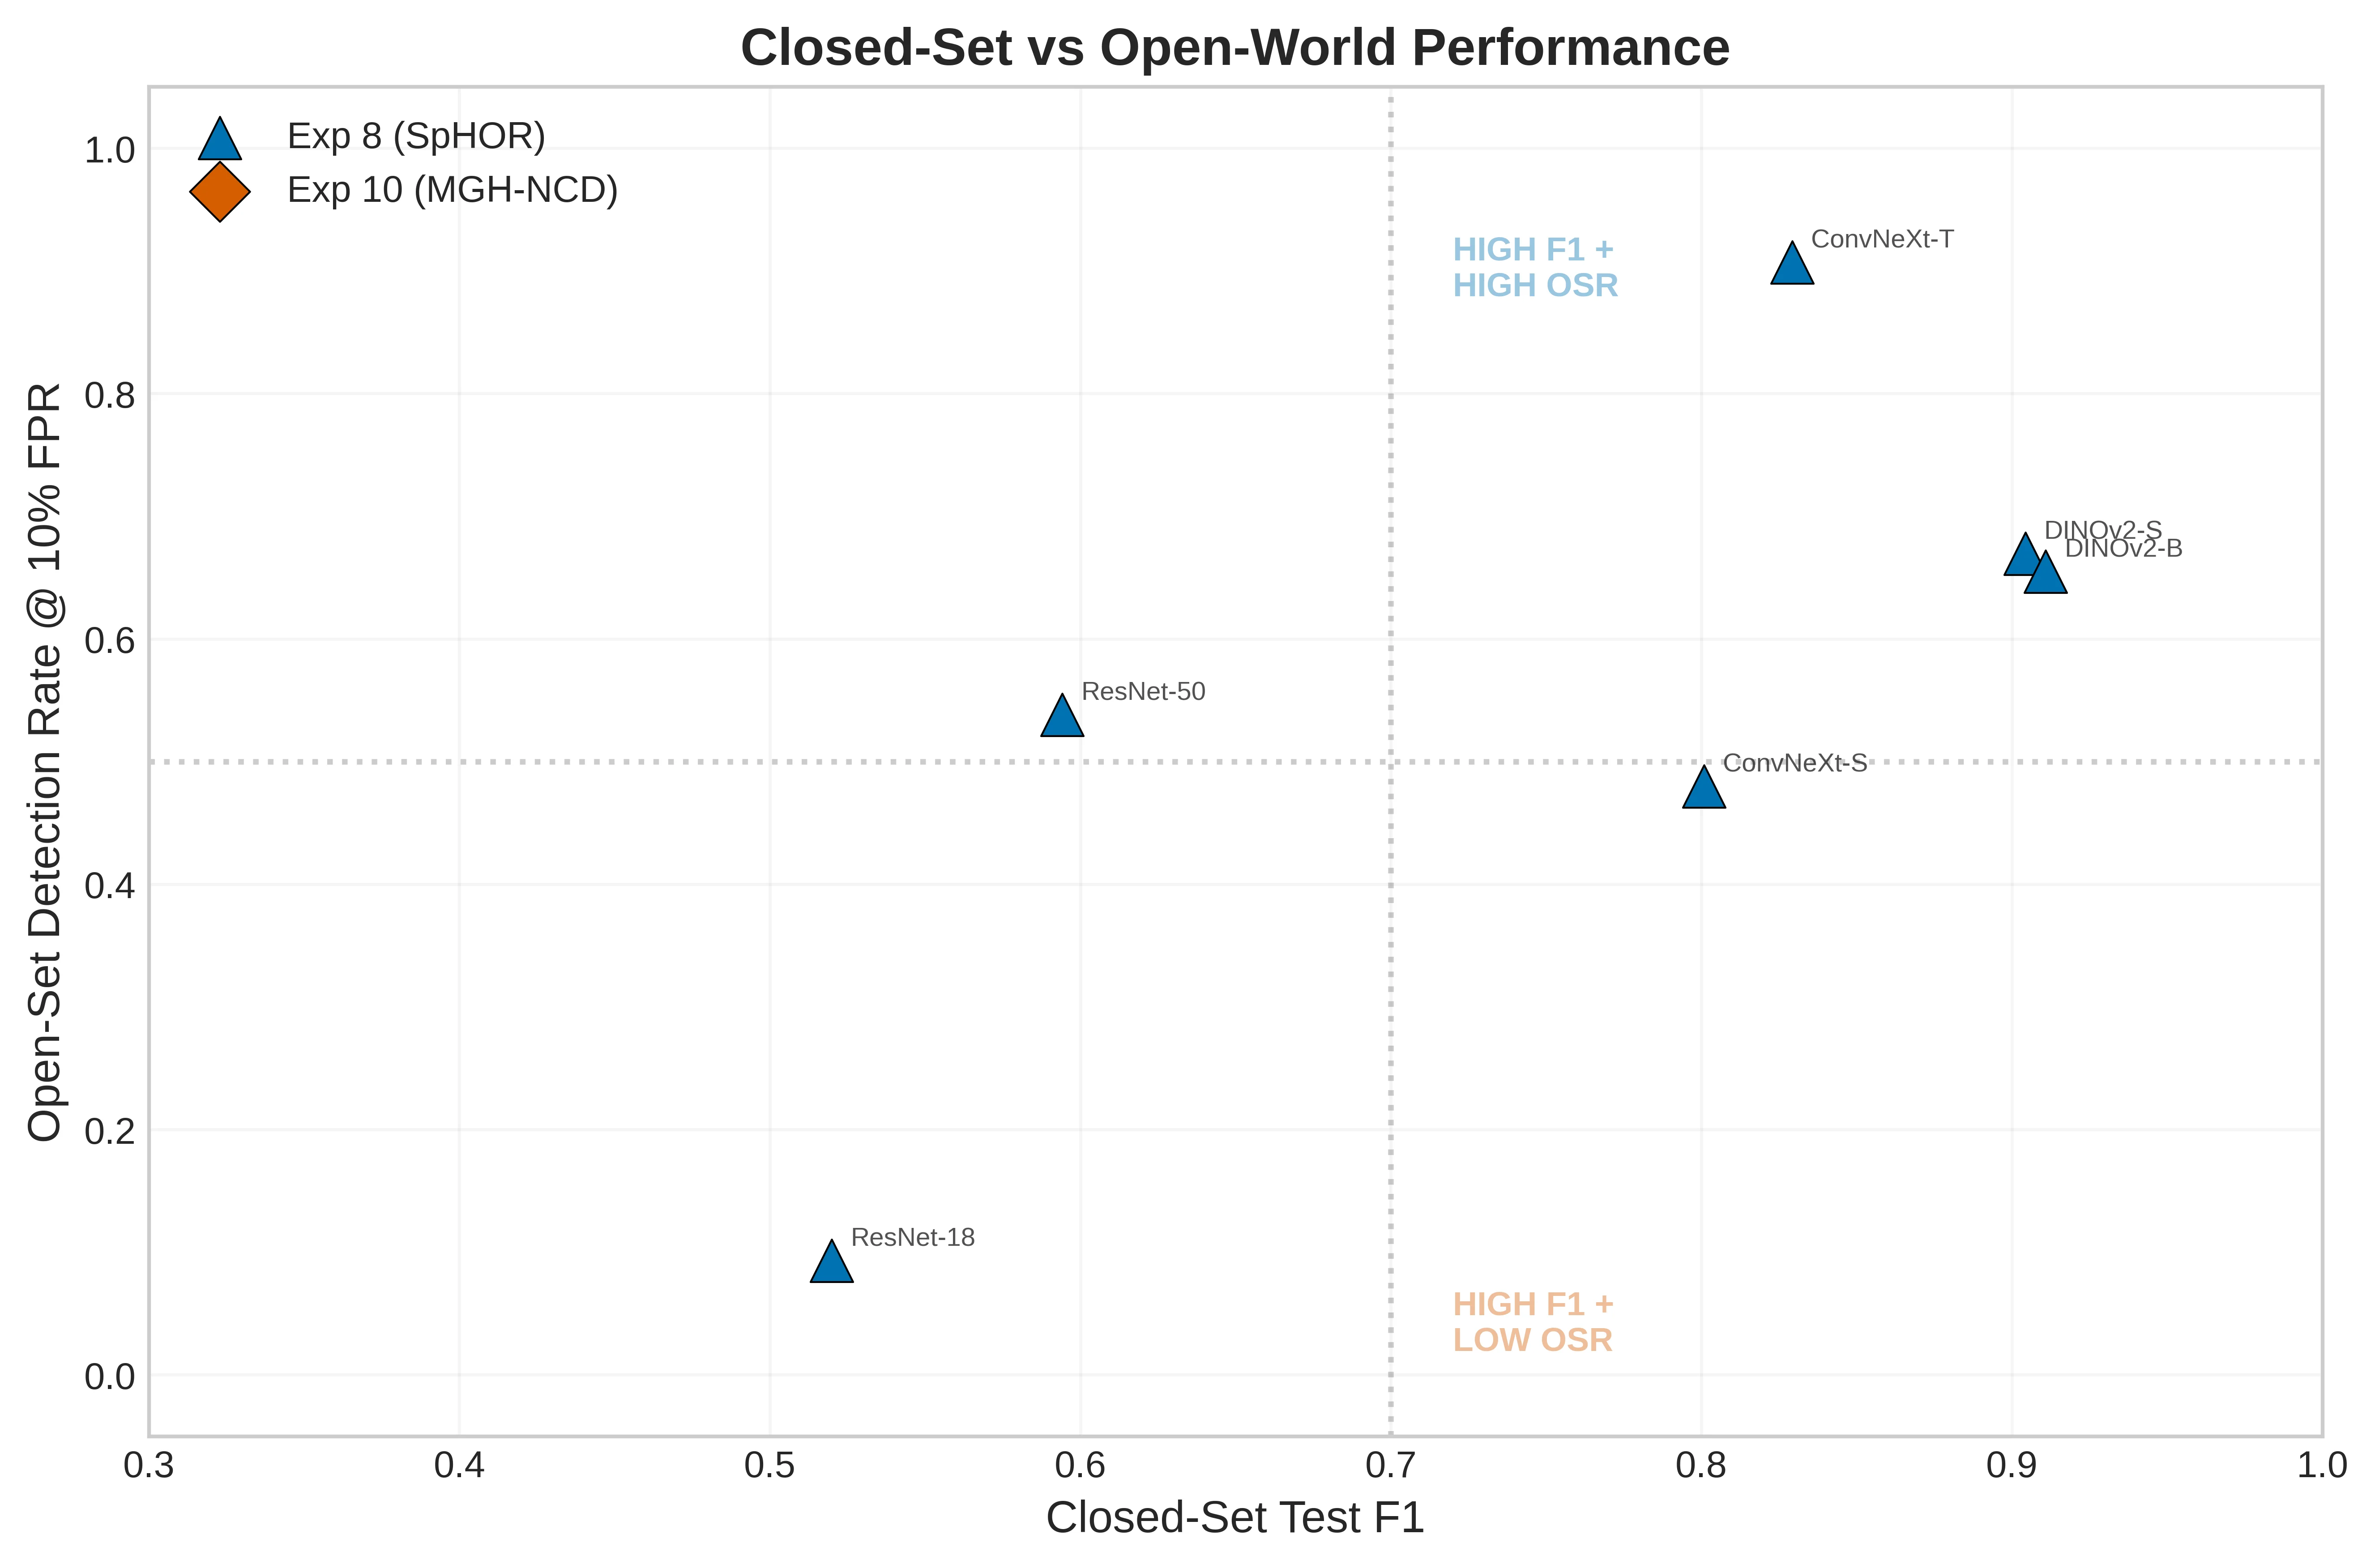 Closed-Set vs Open-World Performance
Exp 8 (SpHOR)
Exp 10 (MGH-NCD)
HIGH F1 +
HIGH OSR
ConvNeXt-T
DINOv2-S
DINOv2-B
ResNet-50
ConvNeXt-S
ResNet-18
HIGH F1 +
LOW OSR
Open-Set Detection Rate @ 10% FPR
1.0
0.8
0.6
0.4
0.2
0.0
0.3 0.4 0.5 0.6 0.7 0.8 0.9 1.0
Closed-Set Test F1